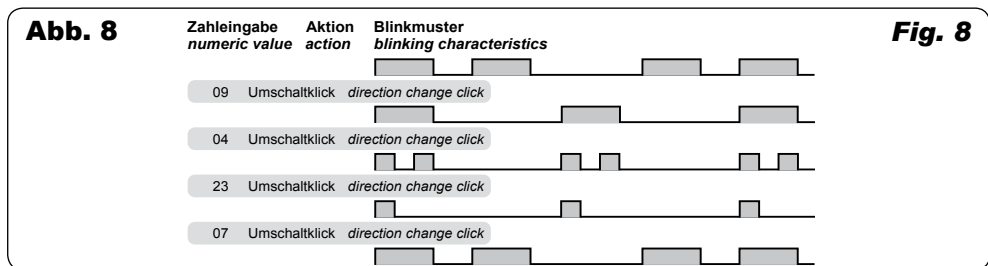 Abb. 8 Zahleingabe Aktion Blinkmuster Fig. 8
numeric value action blinking characteristics
09 Umschaltklick direction change click
04 Umschaltklick direction change click
23 Umschaltklick direction change click
07 Umschaltklick direction change click